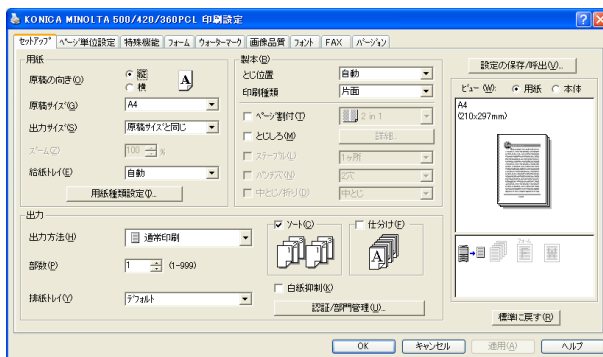 KONICA MINOLTA 500/420/360PCL 印刷設定
セットアップ ページ単位設定 特殊機能 フォーム ウォーターマーク 画像品質 フォント FAX バージョン
用紙
原稿の向き(O)
縦
横
A
原稿サイズ(G) A4
出力サイズ(S) 原稿サイズと同じ
ズーム(Z) 100 %
給紙トレイ(E) 自動
用紙種類設定(I)...
製本(B)
とじ位置 自動
印刷種類 片面
ページ割付(T) 2 in 1
とじしろ(M) 詳細...
ステープル(L) 1ヶ所
パンチ穴(N) 2穴
中とじ/折り(D) 中とじ
設定の保存/呼出(V)...
ビュー(W): 用紙 本体
A4
(210x297mm)
出力
出力方法(H) 通常印刷
部数(P) 1 (1-999)
排紙トレイ(Y) デフォルト
ソート(C) 仕分け(F)
A
白紙抑制(K)
認証/部門管理(U)...
標準に戻す(R)
OK キャンセル 適用(A) ヘルプ